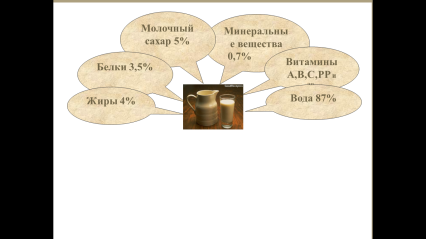 Молочный
сахар 5%
Минеральны
е вещества
0,7%
Белки 3,5%
Витамины
А,В,С,РР в
Жиры 4%
Вода 87%